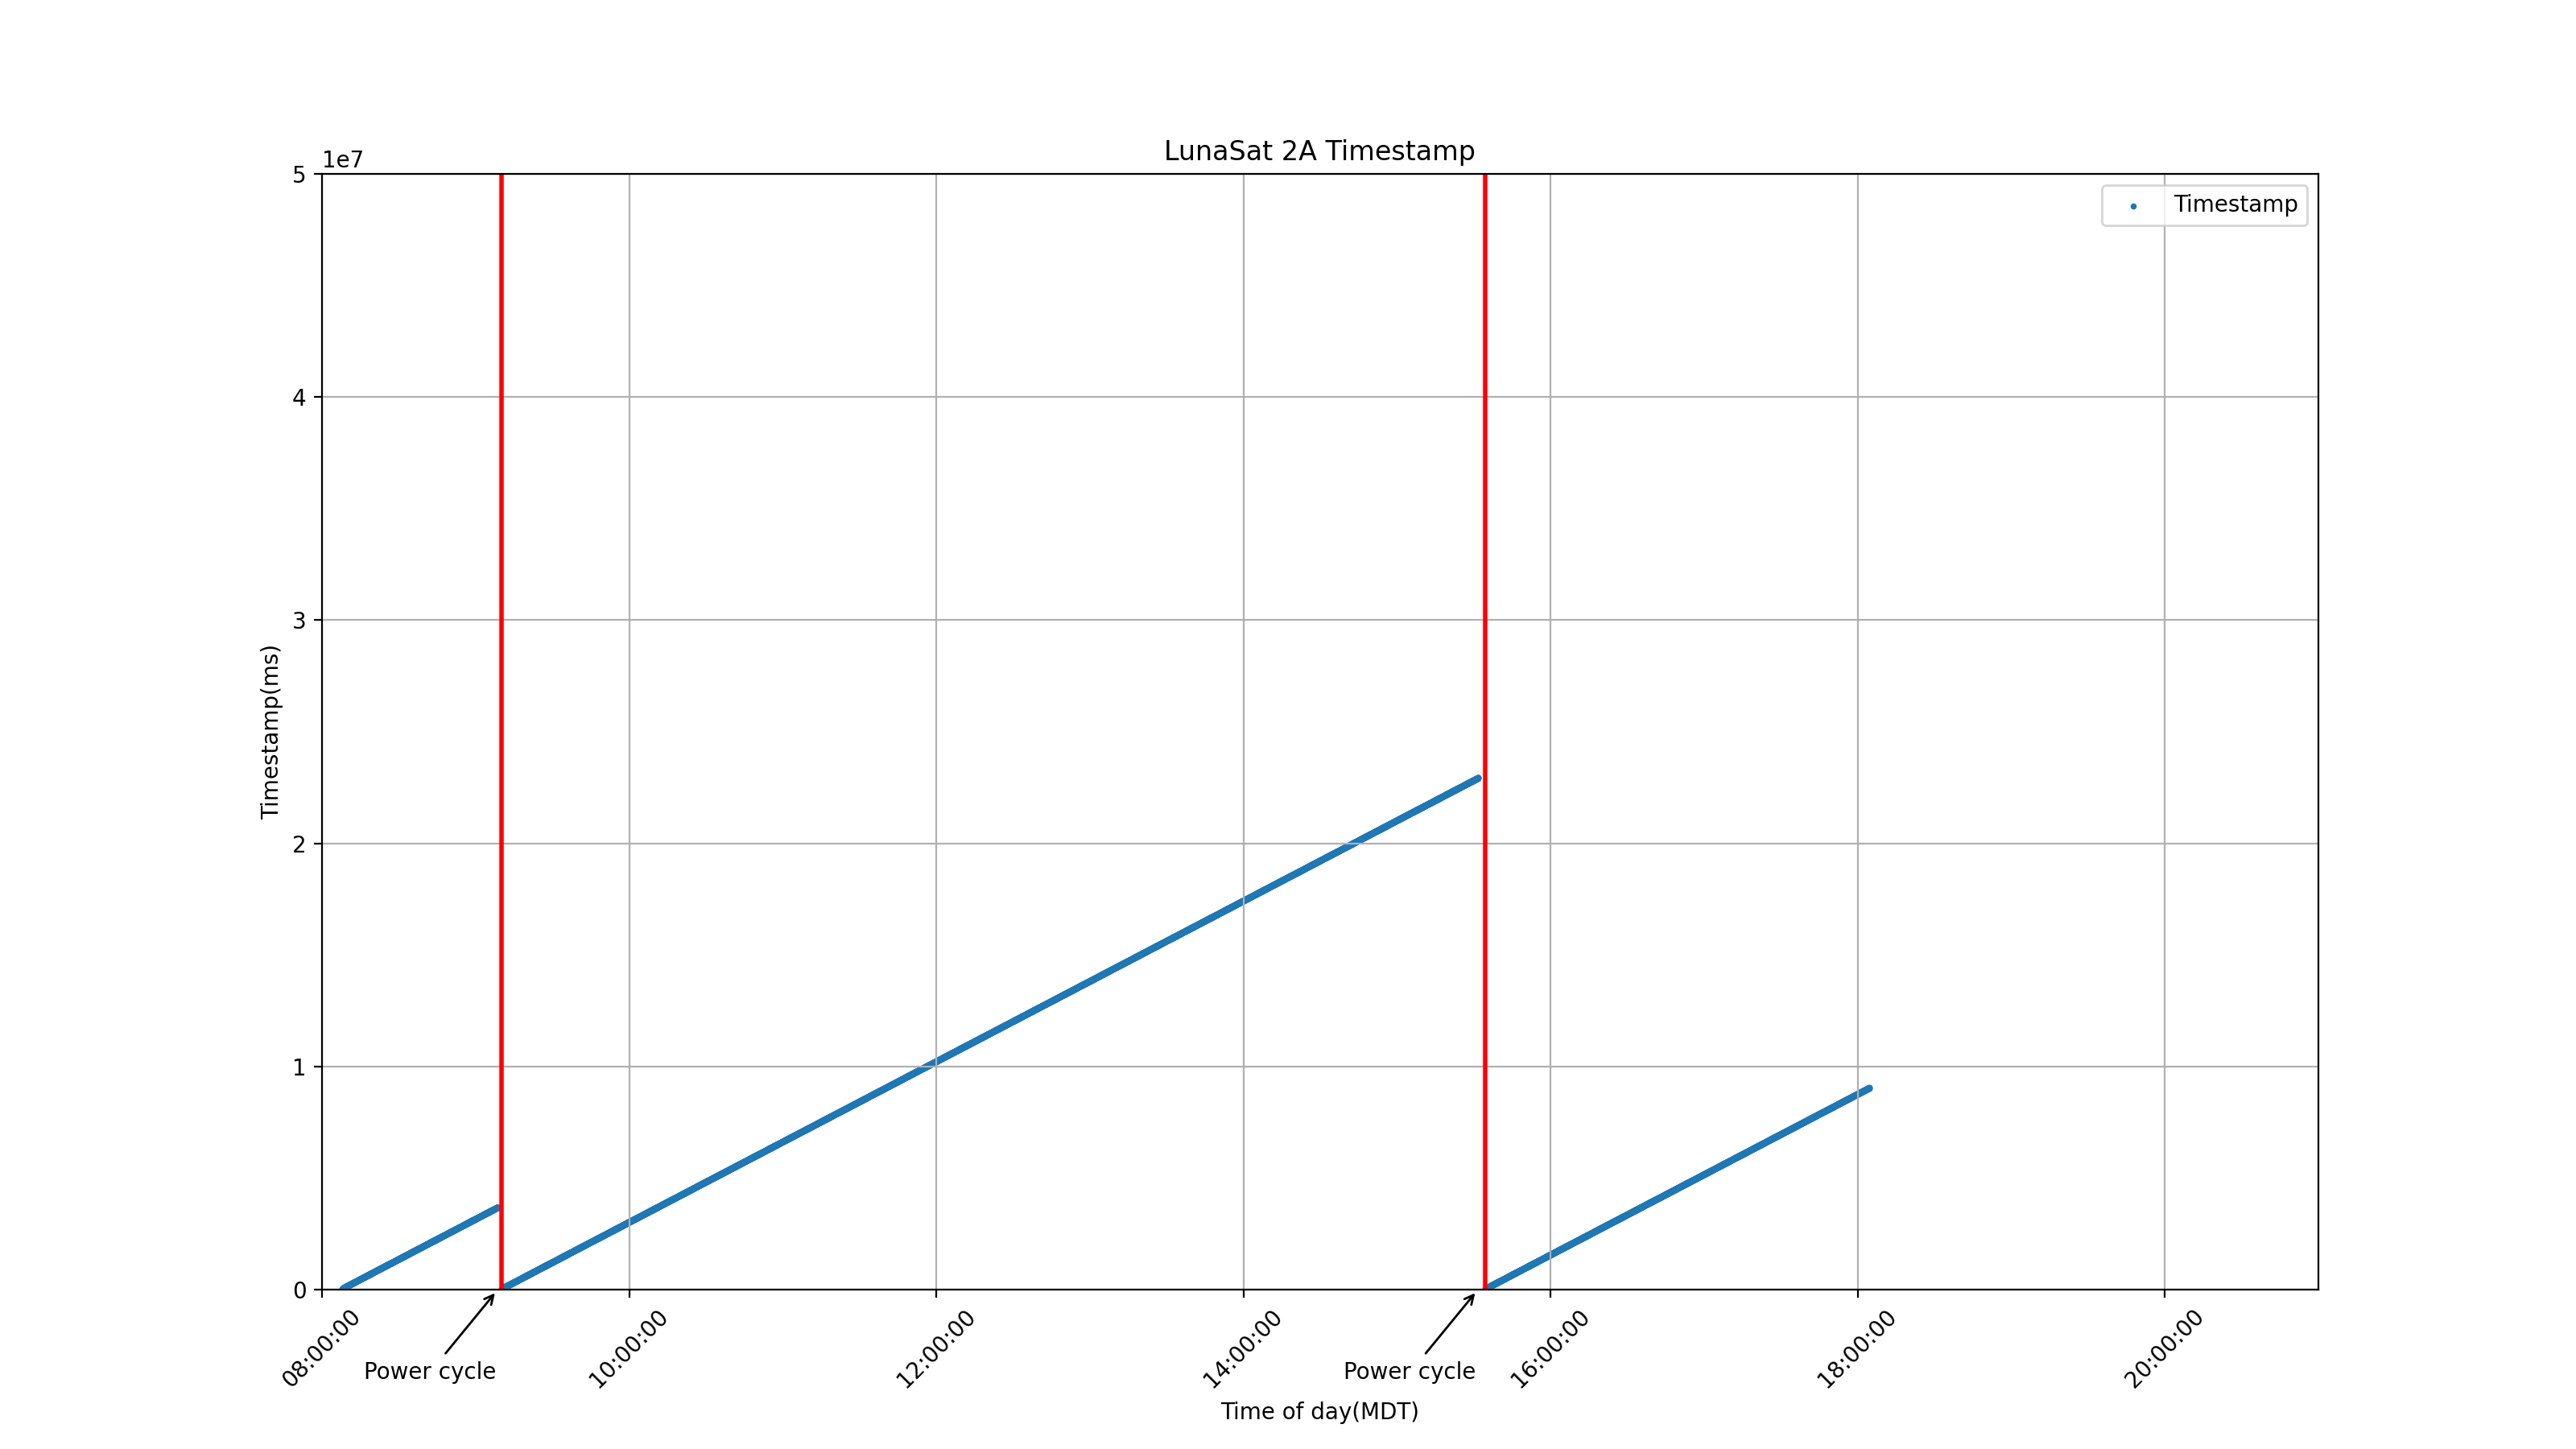 LunaSat 2A Timestamp
1e7
5
4
3
2
1
0
Timestamp(ms)
Timestamp
08:00:00
10:00:00
12:00:00
14:00:00
16:00:00
18:00:00
20:00:00
Power cycle
Power cycle
Time of day(MDT)